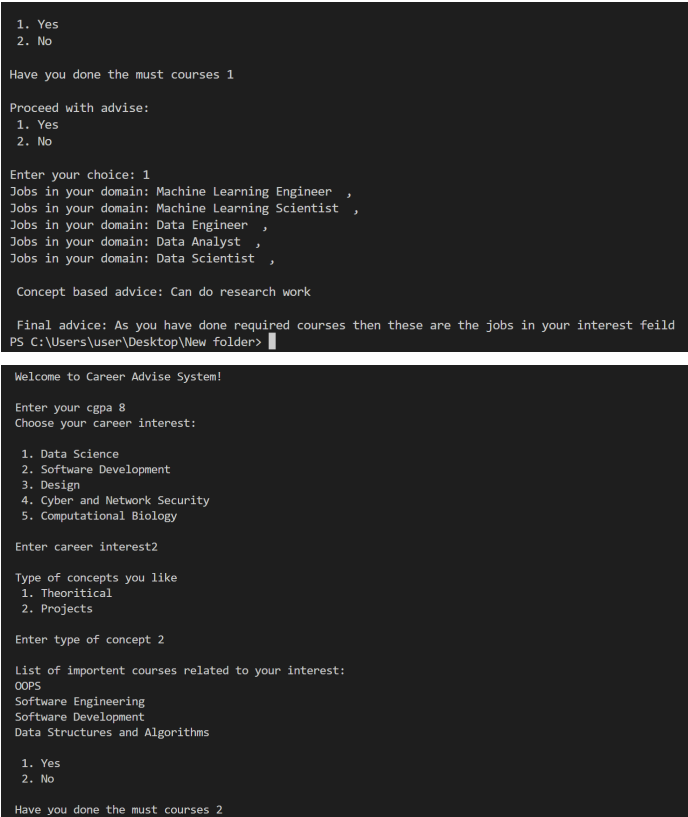 1. Yes
2. No
Have you done the must courses 1
Proceed with advise:
1. Yes
2. No
Enter your choice: 1
Jobs in your domain: Machine Learning Engineer  ,
Jobs in your domain: Machine Learning Scientist  ,
Jobs in your domain: Data Engineer  ,
Jobs in your domain: Data Analyst  ,
Jobs in your domain: Data Scientist  ,
Concept based advice: Can do research work
Final advice: As you have done required courses then these are the jobs in your interest feild
PS C:\Users\user\Desktop\New folder>
Welcome to Career Advise System!
Enter your cgpa 8
Choose your career interest:
1. Data Science
2. Software Development
3. Design
4. Cyber and Network Security
5. Computational Biology
Enter career interest2
Type of concepts you like
1. Theoritical
2. Projects
Enter type of concept 2
List of importent courses related to your interest:
OOPS
Software Engineering
Software Development
Data Structures and Algorithms
1. Yes
2. No
Have you done the must courses 2